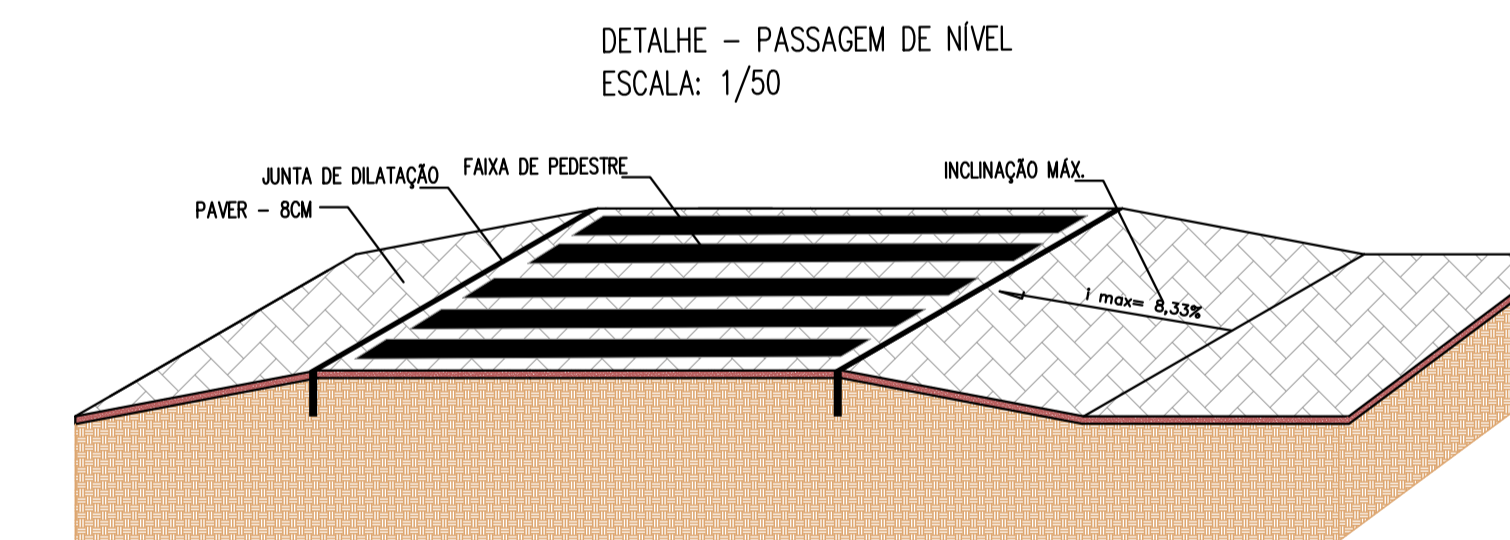 DETALHE – PASSAGEM DE NÍVEL
ESCALA: 1/50
JUNTA DE DILATAÇÃO
FAIXA DE PEDESTRE
INCLINAÇÃO MÁX.
PAVER – 8CM
i max= 8,33%